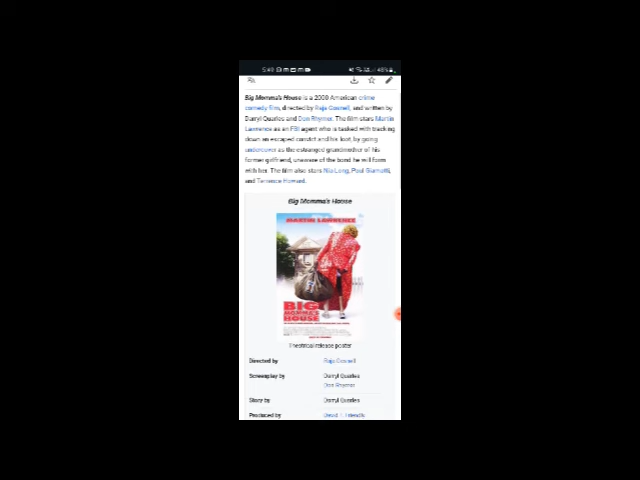 Big Momma's House is a 2000 American crime
comedy film, directed by Raja Gosnell, and written by
Darryl Quarles and Don Rhymer. The film stars Martin
Lawrence as an FBI agent who is tasked with tracking
down an escaped convict and his loot, by going
undercover as the estranged grandmother of his
former girlfriend, unaware of the bond he will form
with her. The film also stars Nia Long, Paul Giamatti,
and Terrence Howard.
Big Momma's House
MARTIN LAWRENCE
BIG
MOMMA'S
HOUSE
Theatrical release poster
Directed by Raja Gosnell
Screenplay by Darryl Quarles
Don Rhymer
Story by Darryl Quarles
Produced by David T. Friendly